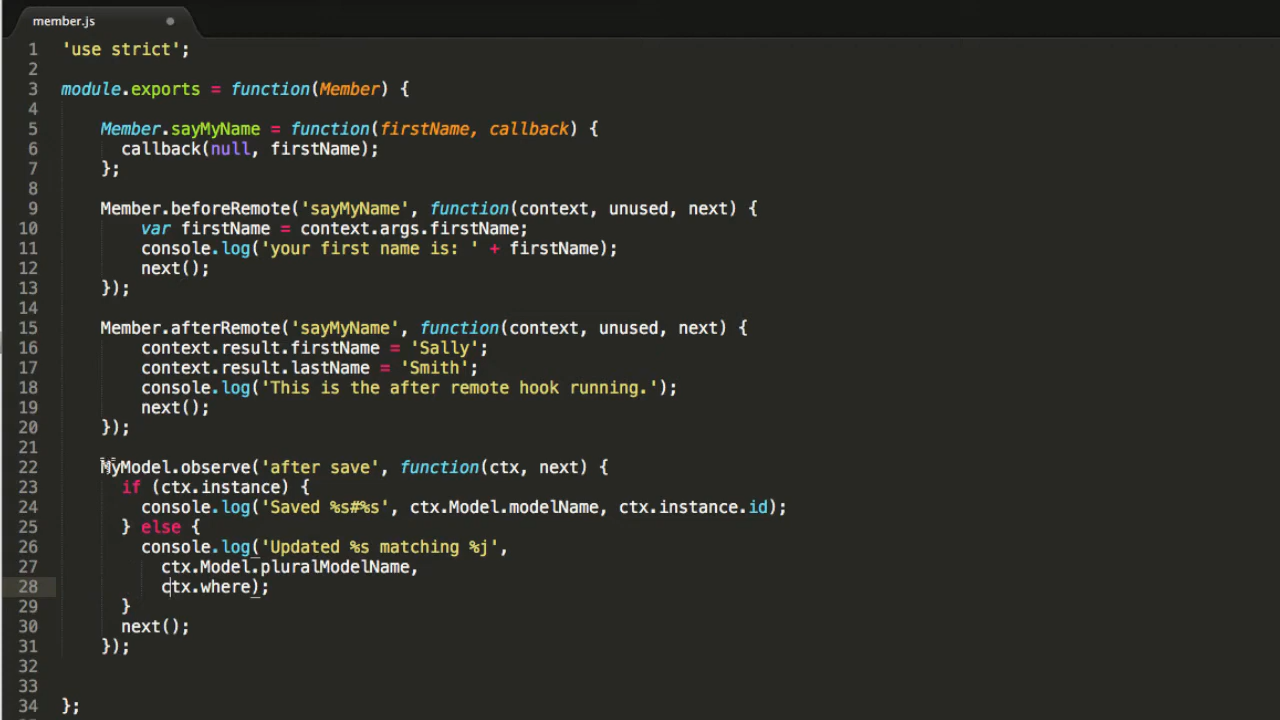 member.js
1 'use strict';
2
3 module.exports = function(Member) {
4
5 Member.sayMyName = function(firstName, callback) {
6 callback(null, firstName);
7 };
8
9 Member.beforeRemote('sayMyName', function(context, unused, next) {
10 var firstName = context.args.firstName;
11 console.log('your first name is: ' + firstName);
12 next();
13 });
14
15 Member.afterRemote('sayMyName', function(context, unused, next) {
16 context.result.firstName = 'Sally';
17 context.result.lastName = 'Smith';
18 console.log('This is the after remote hook running.');
19 next();
20 });
21
22 MyModel.observe('after save', function(ctx, next) {
23 if (ctx.instance) {
24 console.log('Saved %s#%s', ctx.Model.modelName, ctx.instance.id);
25 } else {
26 console.log('Updated %s matching %j',
27 ctx.Model.pluralModelName,
28 ctx.where);
29 }
30 next();
31 });
32
33
34 };